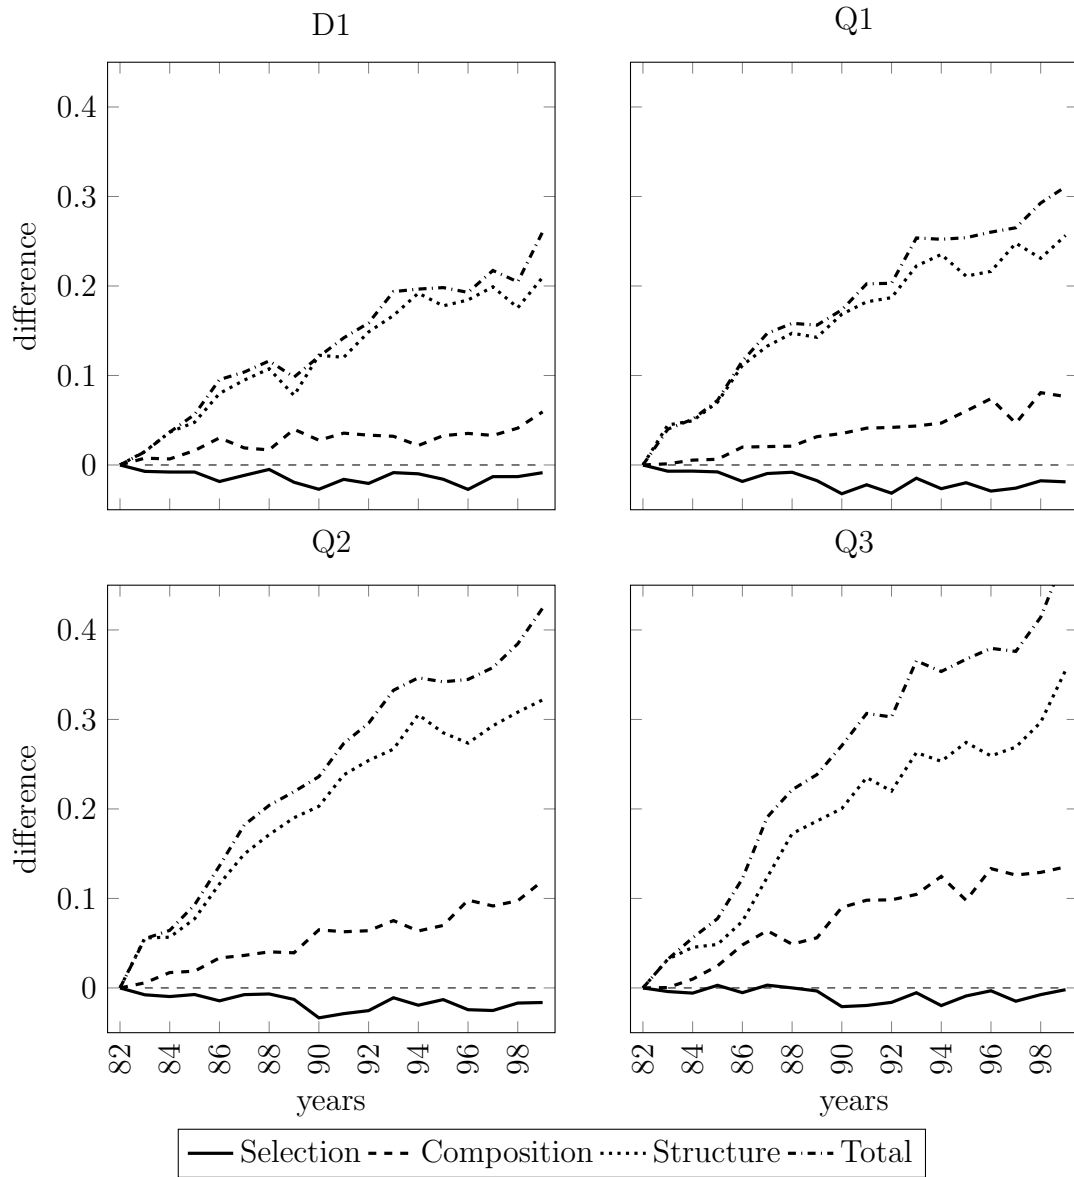 D1
Q1
0.4
0.3
0.2
0.1
0
difference
Q2
Q3
0.4
0.3
0.2
0.1
0
difference
82 84 86 88 90 92 94 96 98
82 84 86 88 90 92 94 96 98
years
years
Selection Composition Structure Total